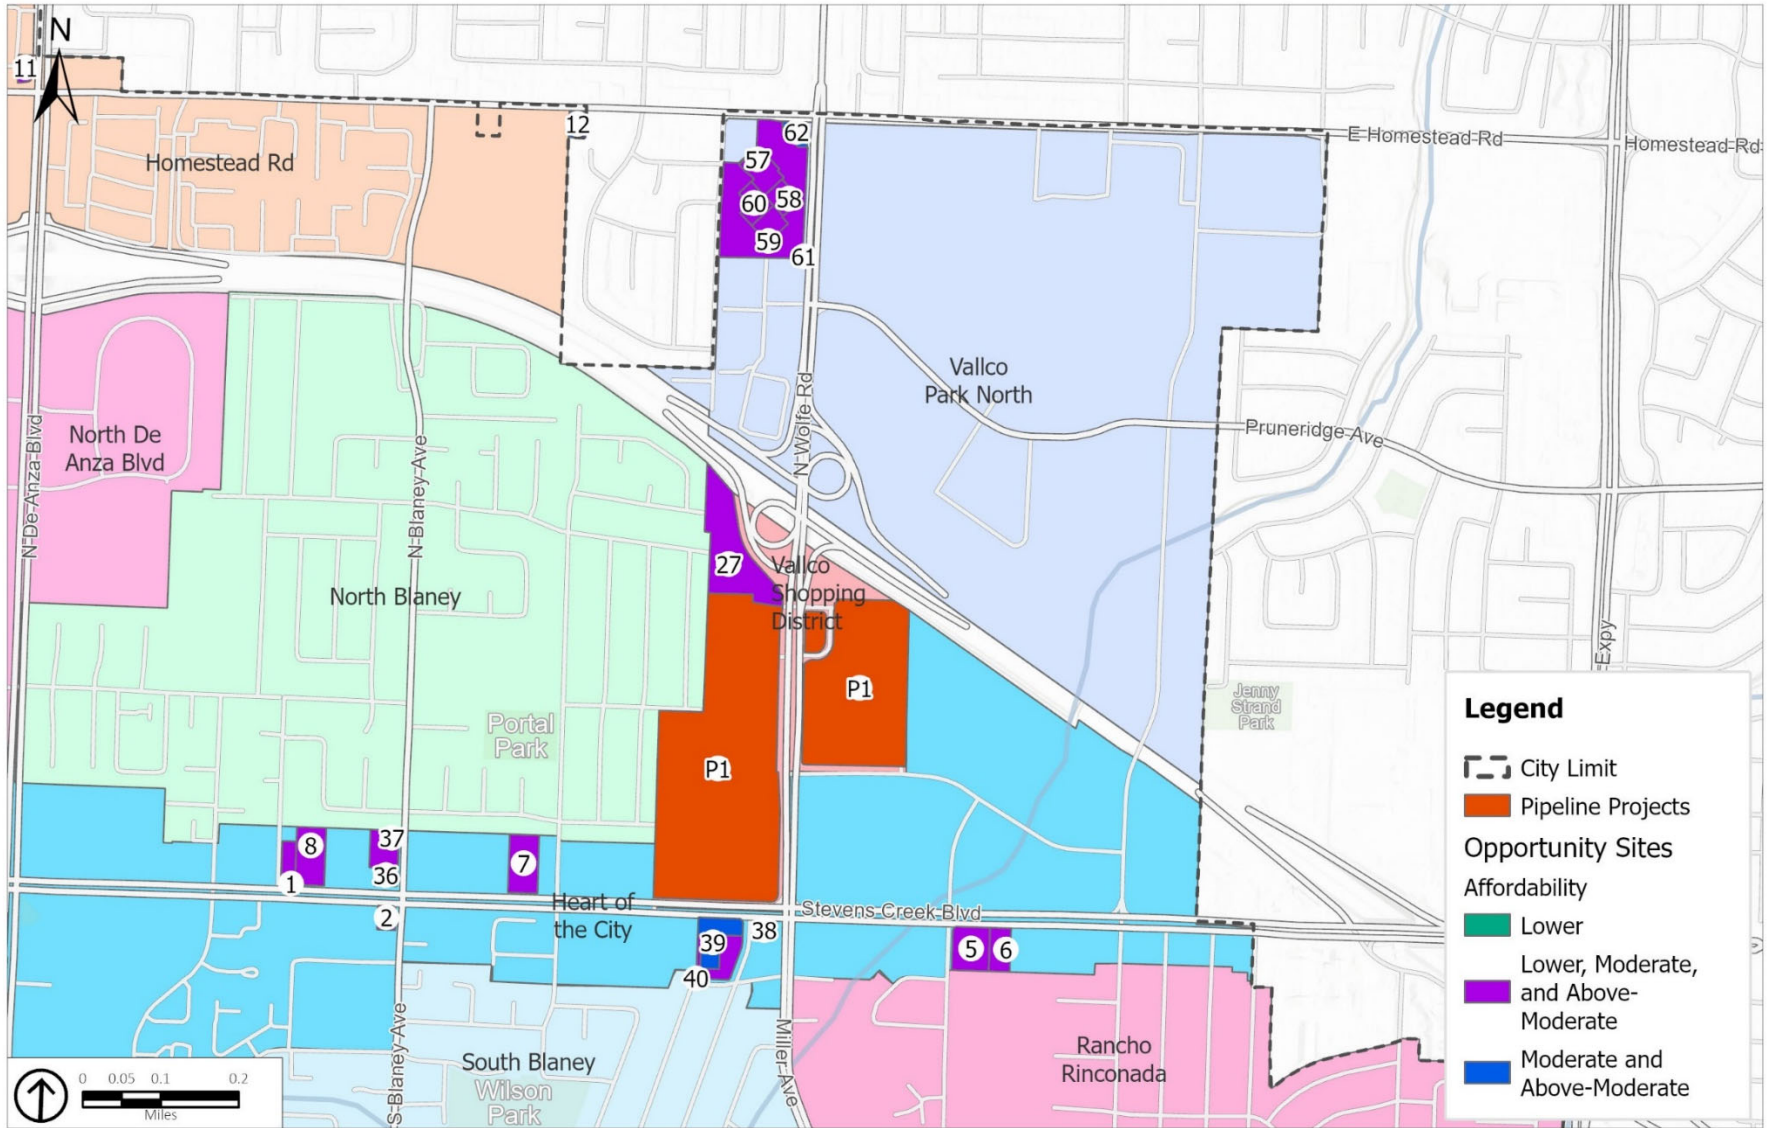 N
11
12
62
E Homestead Rd
Homestead Rd
Homestead Rd
57
58
60
59
61
Vallco
Park North
N Wolfe Rd
Pruneridge Ave
North De
Anza Blvd
N De Anza Blvd
N Blaney Ave
27
Vallco
Shopping
District
North Blaney
Expy
P1
Jenny
Strand
Park
Portal
Park
P1
8
37
7
1
36
2
Heart of
the City
Stevens Creek Blvd
38
39
5
6
40
S Blaney Ave
Miller Ave
South Blaney
Wilson
Park
Rancho
Rinconada
0 0.05 0.1 0.2
Miles
Legend
City Limit
Pipeline Projects
Opportunity Sites
Affordability
Lower
Lower, Moderate,
and Above-
Moderate
Moderate and
Above-Moderate